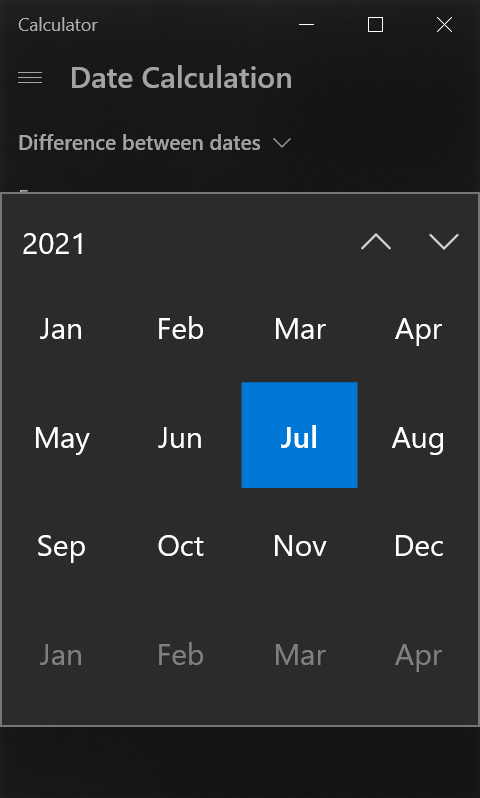 Calculator
Date Calculation
Difference between dates
2021
Jan Feb Mar Apr
May Jun Jul Aug
Sep Oct Nov Dec
Jan Feb Mar Apr